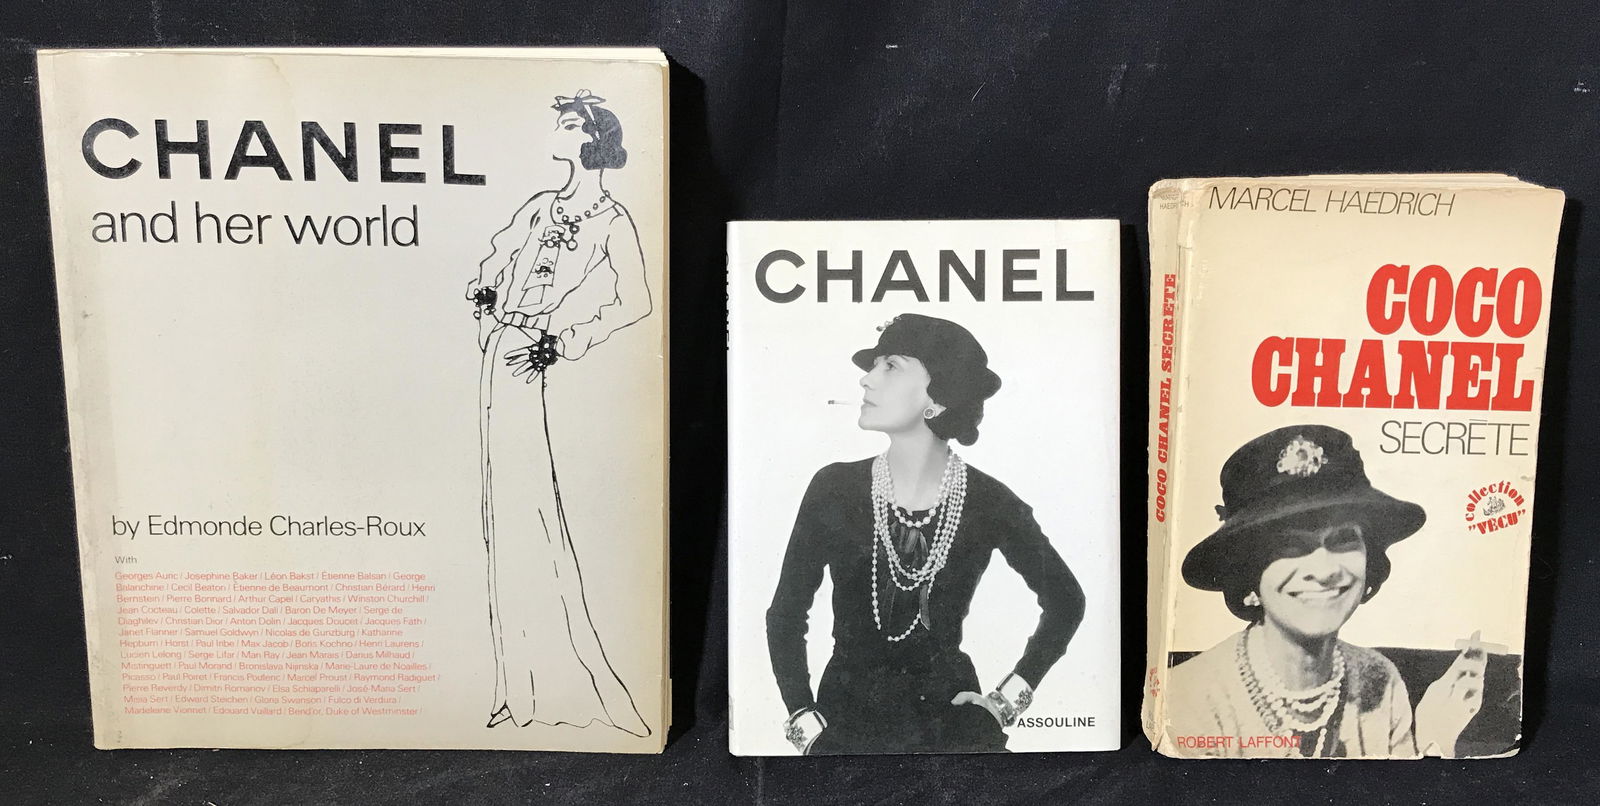 CHANEL
and her world
by Edmonde Charles-Roux
With
Georges Auric / Josephine Baker / Léon Bakst / Étienne Balsan / George
Balanchine / Cecil Beaton / Étienne de Beaumont / Christian Bérard / Henri
Bernstein / Pierre Bonnard / Arthur Capel / Caryathis / Winston Churchill /
Jean Cocteau / Colette / Salvador Dali / Baron De Meyer / Serge de
Diaghilev / Christian Dior / Anton Dolin / Jacques Doucet / Jacques Fath /
Janet Flanner / Samuel Goldwyn / Nicolas de Gunzburg / Katharine
Hepburn / Horst / Paul Iribe / Max Jacob / Boris Kochno / Henri Laurens /
Lucien Lelong / Serge Lifar / Man Ray / Jean Marais / Darius Milhaud /
Mistinguett / Paul Morand / Bronislava Nijinska / Marie-Laure de Noailles /
Picasso / Paul Poiret / Francis Poulenc / Marcel Proust / Raymond Radiguet /
Pierre Reverdy / Dimitri Romanov / Elsa Schiaparelli / José-Maria Sert /
Misia Sert / Edward Steichen / Gloria Swanson / Fulco di Verdura /
Madeleine Vionnet / Edouard Vuillard / Bend'or, Duke of Westminster /
CHANEL
ASSOULINE
COCO CHANEL SECRETE
MARCEL HAEDRICH
COCO
CHANEL
SECRETE
collection
"VECU"
ROBERT LAFFONT